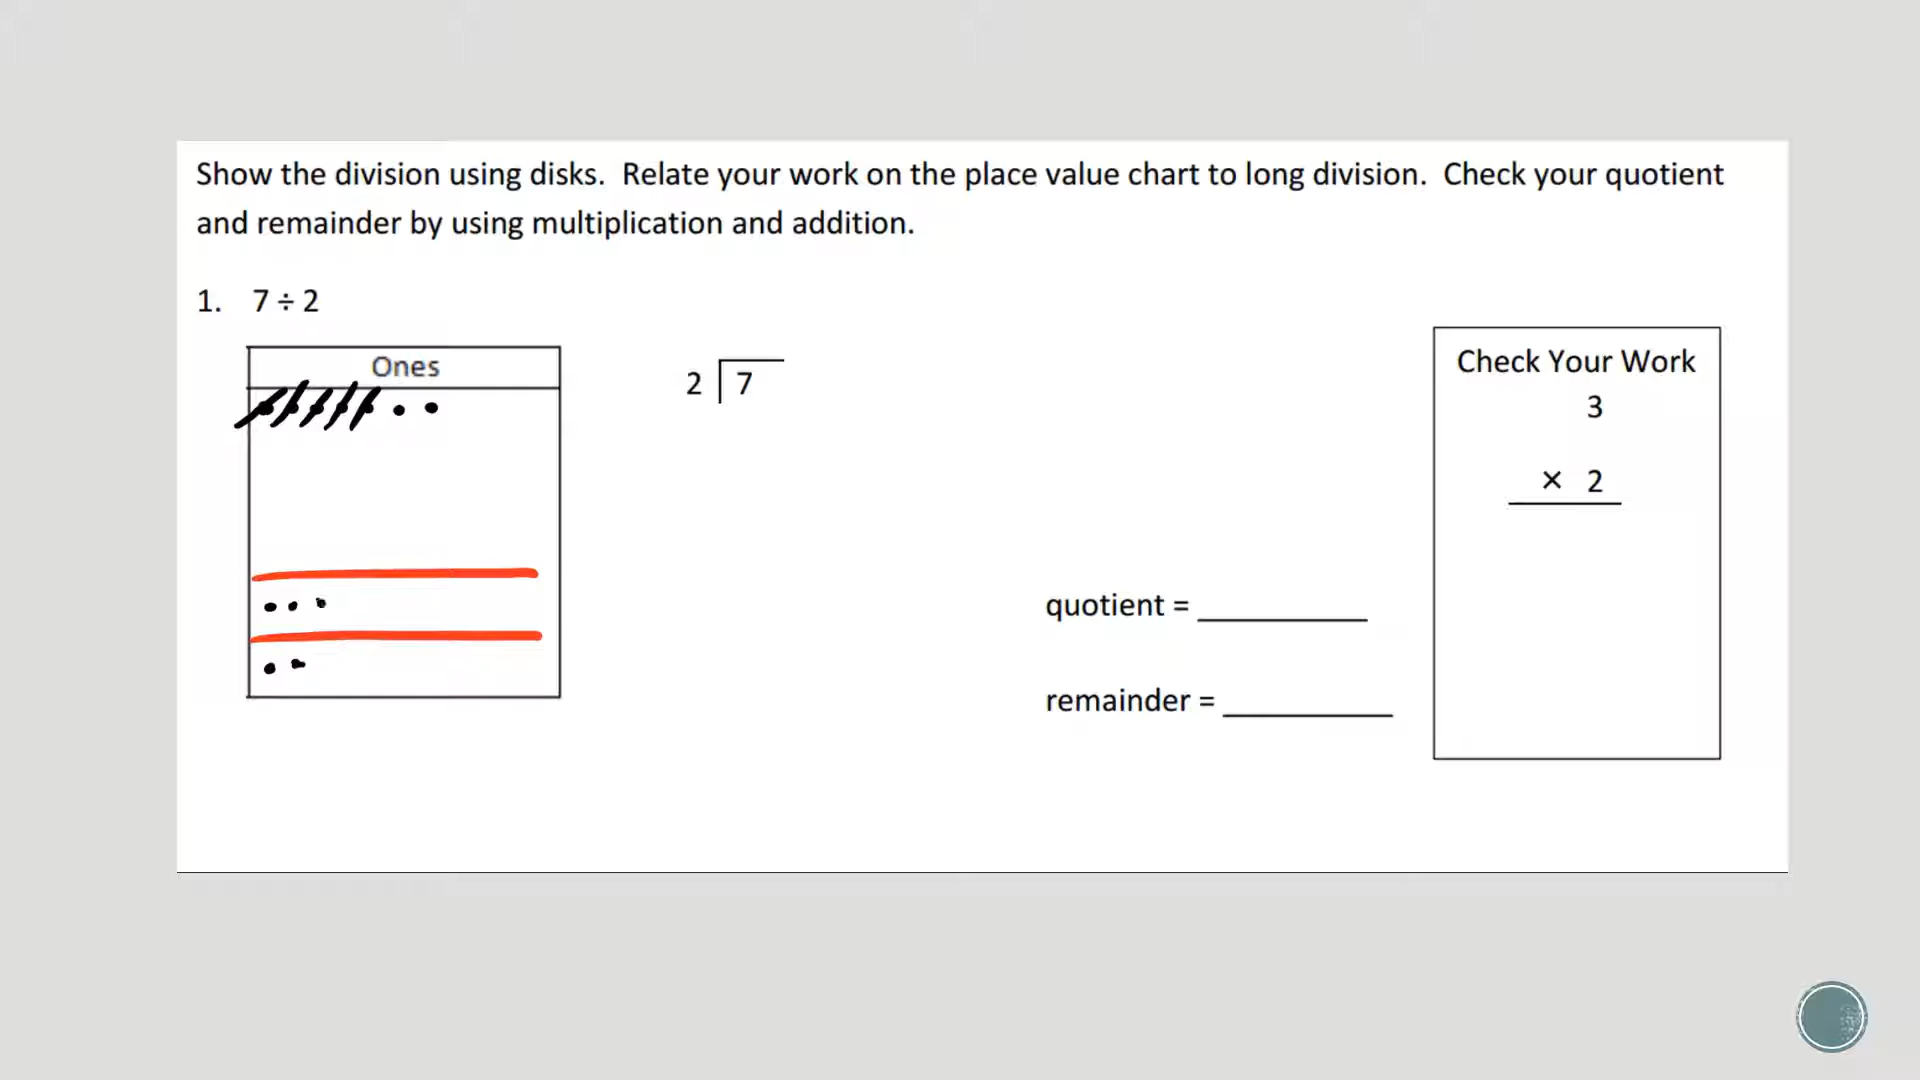 Show the division using disks. Relate your work on the place value chart to long division. Check your quotient
and remainder by using multiplication and addition.
1. 7 ÷ 2
Ones
2 7
quotient = __________
remainder = __________
Check Your Work
3
× 2